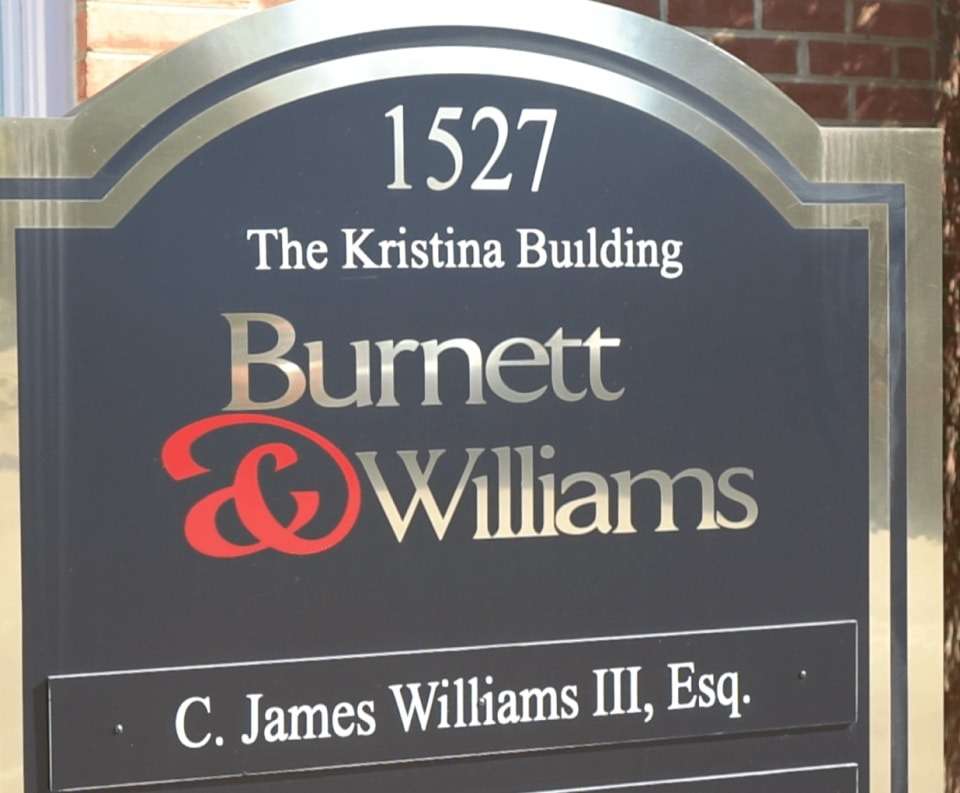 1527
The Kristina Building
Burnett
& Williams
C. James Williams III, Esq.